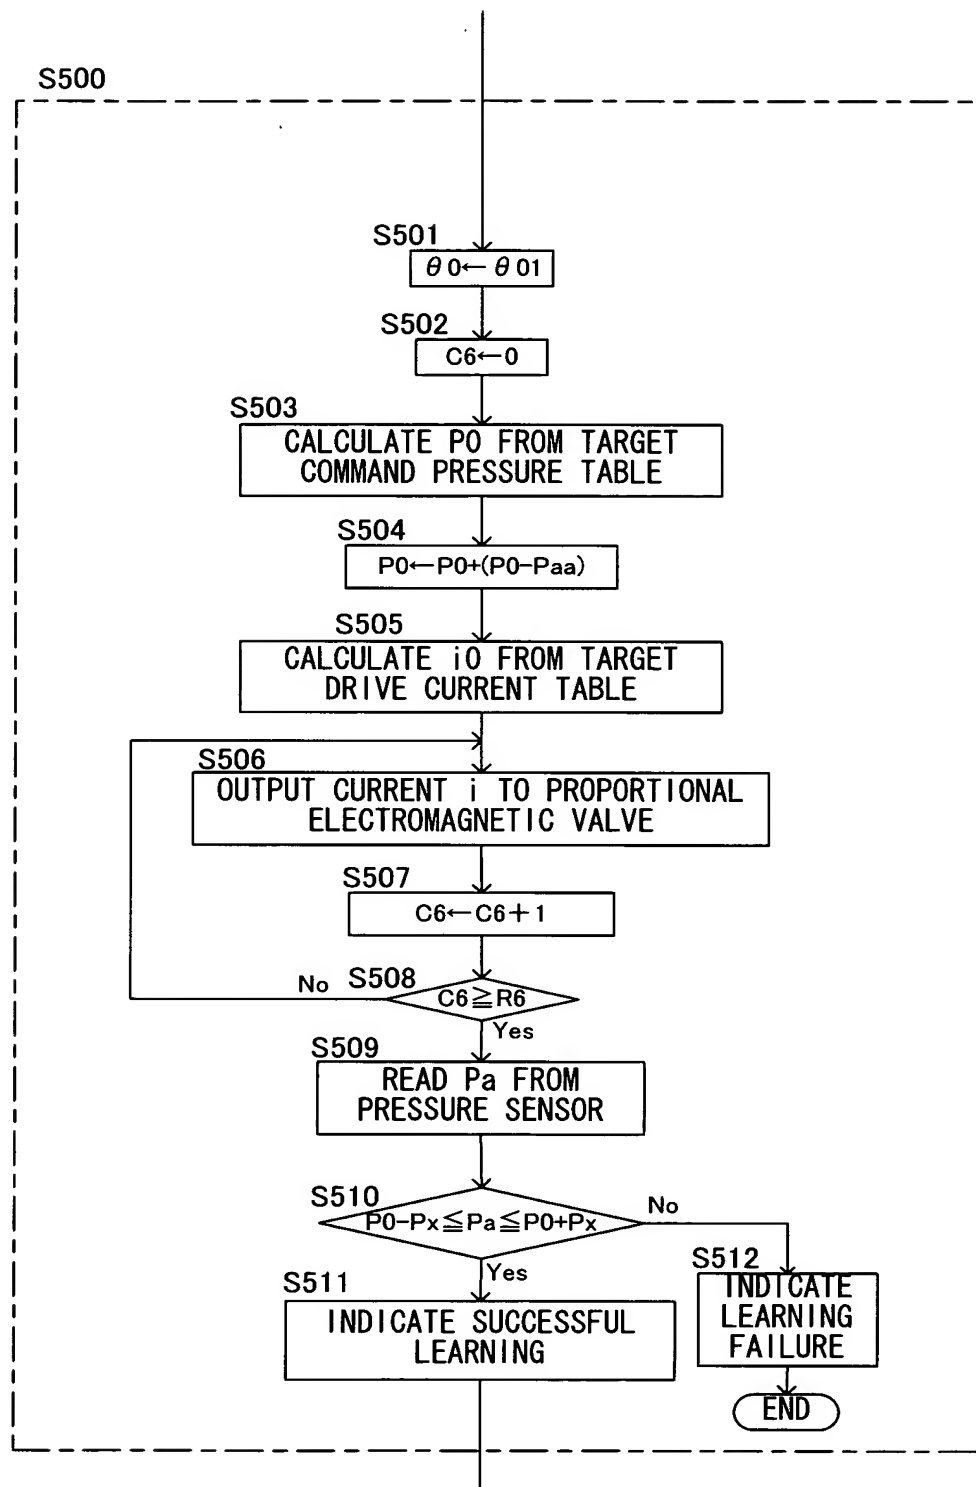 S500
S501
θ0←θ01
S502
C6←0
S503
CALCULATE P0 FROM TARGET
COMMAND PRESSURE TABLE
S504
P0←P0+(P0-Paa)
S505
CALCULATE i0 FROM TARGET
DRIVE CURRENT TABLE
S506
OUTPUT CURRENT i TO PROPORTIONAL
ELECTROMAGNETIC VALVE
S507
C6←C6+1
No
S508
C6≧R6
Yes
S509
READ Pa FROM
PRESSURE SENSOR
S510
P0-Px≦Pa≦P0+Px
No
Yes
S511
INDICATE SUCCESSFUL
LEARNING
S512
INDICATE
LEARNING
FAILURE
END